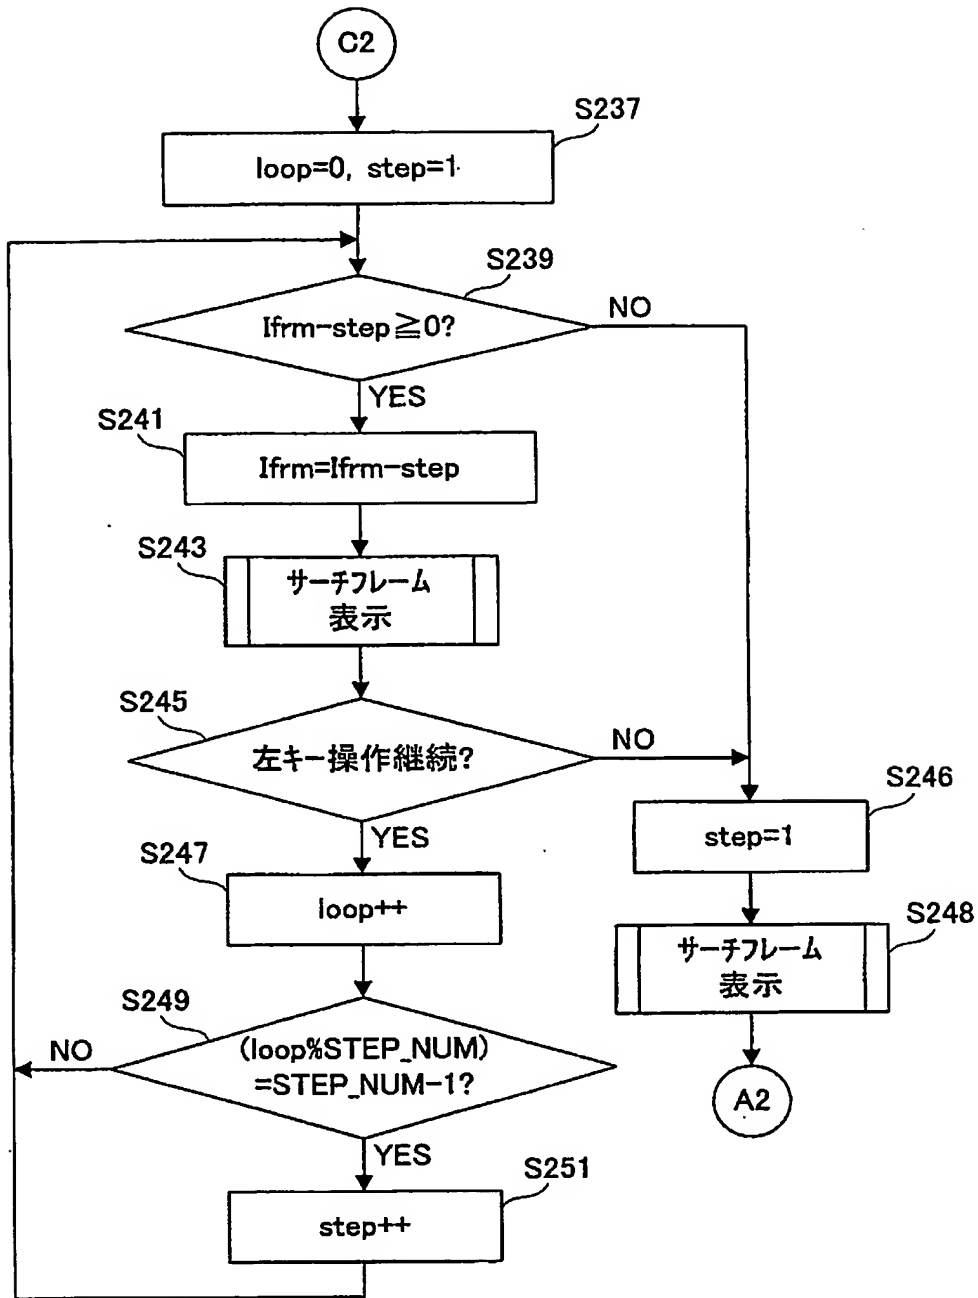 C2
S237
loop=0, step=1
S239
Ifrm-step≧0?
NO
YES
S241
Ifrm=Ifrm-step
S243
サーチフレーム
表示
S245
左キー操作継続?
NO
YES
S246
step=1
S247
loop++
S248
サーチフレーム
表示
S249
(loop%STEP_NUM)
=STEP_NUM-1?
NO
A2
YES
S251
step++